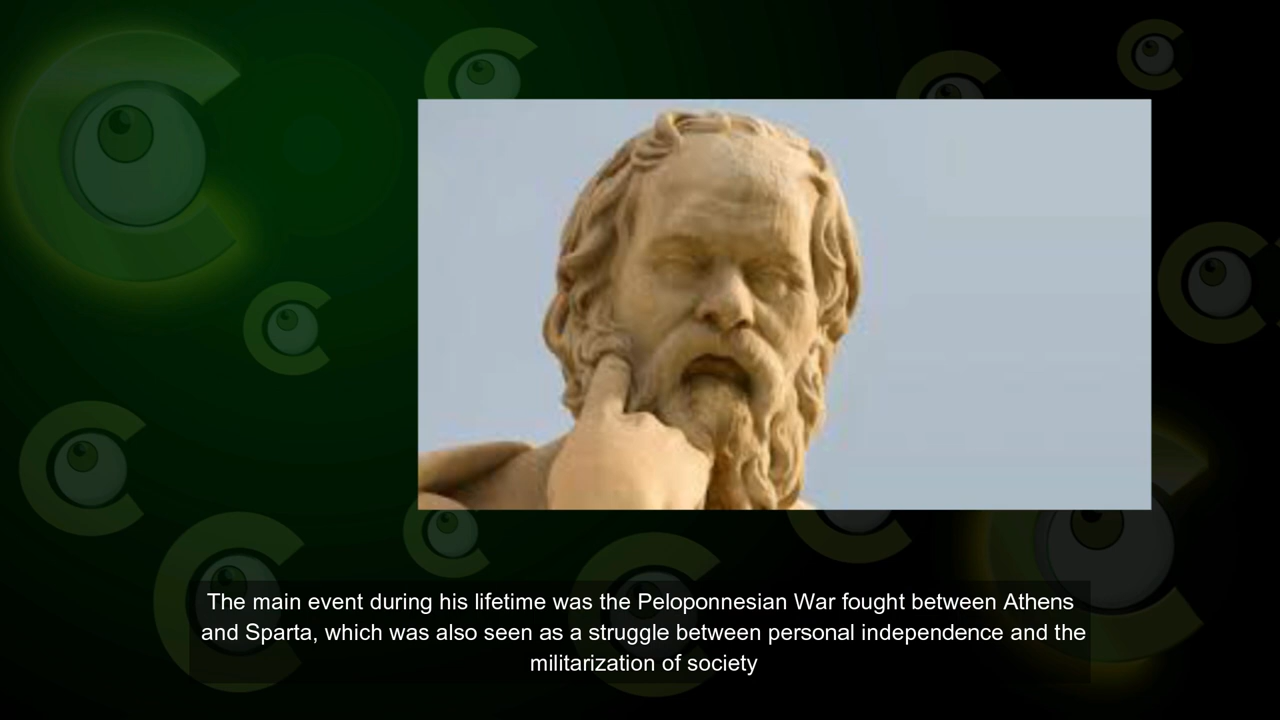 The main event during his lifetime was the Peloponnesian War fought between Athens
and Sparta, which was also seen as a struggle between personal independence and the
militarization of society